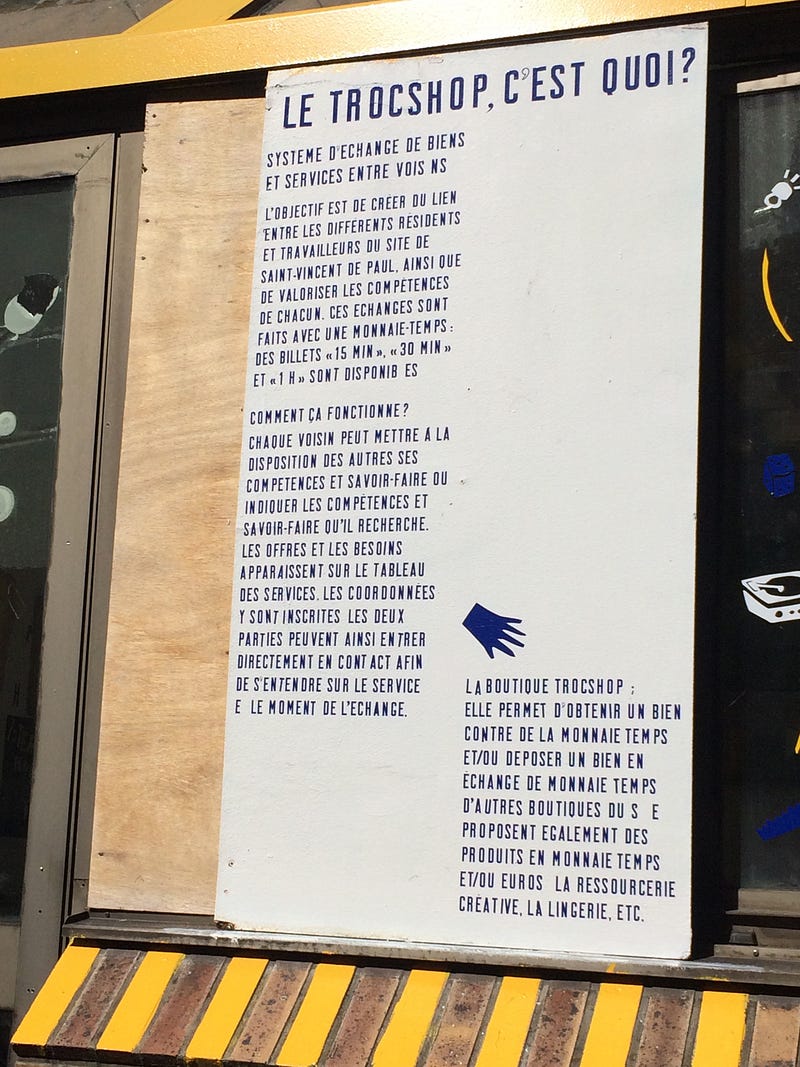 LE TROCSHOP, C'EST QUOI?
SYSTEME D'ECHANGE DE BIENS
ET SERVICES ENTRE VOIS NS
L'OBJECTIF EST DE CRÉER DU LIEN
ENTRE LES DIFFÉRENTS RÉSIDENTS
ET TRAVAILLEURS DU SITE DE
SAINT-VINCENT DE PAUL, AINSI QUE
DE VALORISER LES COMPÉTENCES
DE CHACUN. CES ECHANGES SONT
FAITS AVEC UNE MONNAIE-TEMPS :
DES BILLETS «15 MIN», «30 MIN»
ET «1 H» SONT DISPONIB ES
COMMENT ÇA FONCTIONNE?
CHAQUE VOISIN PEUT METTRE À LA
DISPOSITION DES AUTRES SES
COMPETENCES ET SAVOIR-FAIRE OU
INDIQUER LES COMPÉTENCES ET
SAVOIR-FAIRE QU'IL RECHERCHE.
LES OFFRES ET LES BESOINS
APPARAISSENT SUR LE TABLEAU
DES SERVICES. LES COORDONNÉES
Y SONT INSCRITES LES DEUX
PARTIES PEUVENT AINSI ENTRER
DIRECTEMENT EN CONTACT AFIN
DE S'ENTENDRE SUR LE SERVICE
E LE MOMENT DE L'ECHANGE.
LA BOUTIQUE TROCSHOP ;
ELLE PERMET D'OBTENIR UN BIEN
CONTRE DE LA MONNAIE TEMPS
ET/OU DEPOSER UN BIEN EN
ÉCHANGE DE MONNAIE TEMPS
D'AUTRES BOUTIQUES DU S E
PROPOSENT EGALEMENT DES
PRODUITS EN MONNAIE TEMPS
ET/OU EUROS LA RESSOURCERIE
CRÉATIVE, LA LINGERIE, ETC.